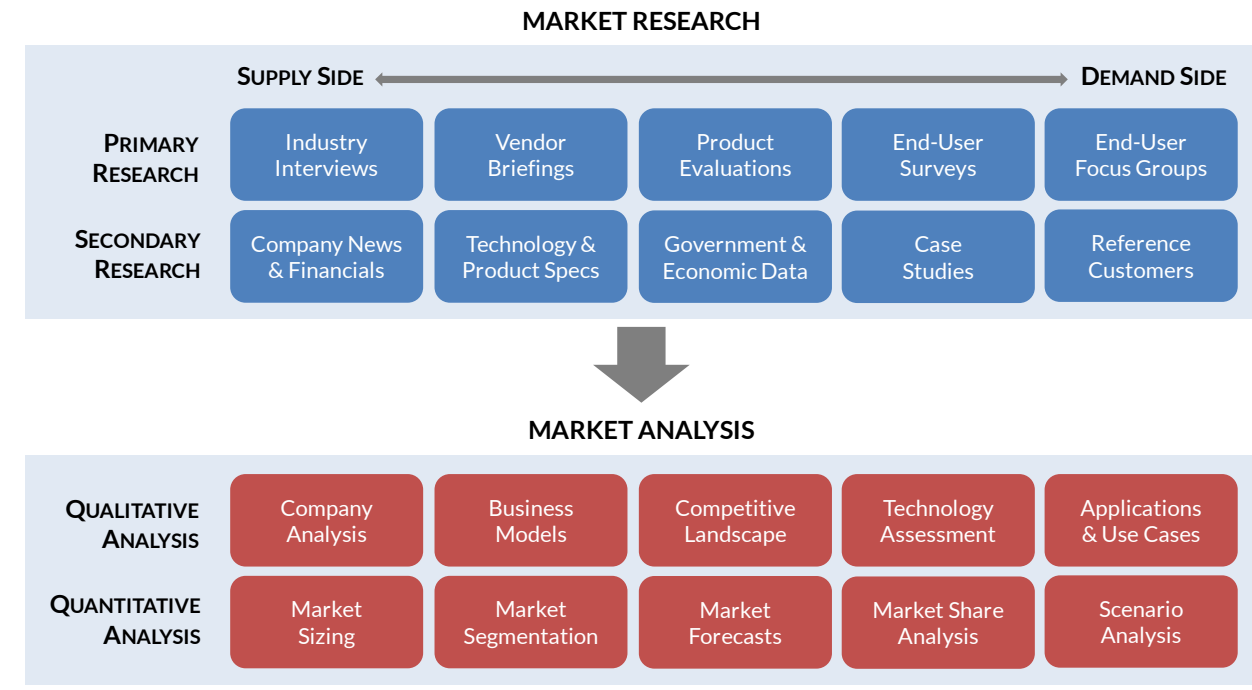 MARKET RESEARCH
SUPPLY SIDE
DEMAND SIDE
PRIMARY
RESEARCH
Industry
Interviews
Vendor
Briefings
Product
Evaluations
End-User
Surveys
End-User
Focus Groups
SECONDARY
RESEARCH
Company News
& Financials
Technology &
Product Specs
Government &
Economic Data
Case
Studies
Reference
Customers
MARKET ANALYSIS
QUALITATIVE
ANALYSIS
Company
Analysis
Business
Models
Competitive
Landscape
Technology
Assessment
Applications
& Use Cases
QUANTITATIVE
ANALYSIS
Market
Sizing
Market
Segmentation
Market
Forecasts
Market Share
Analysis
Scenario
Analysis